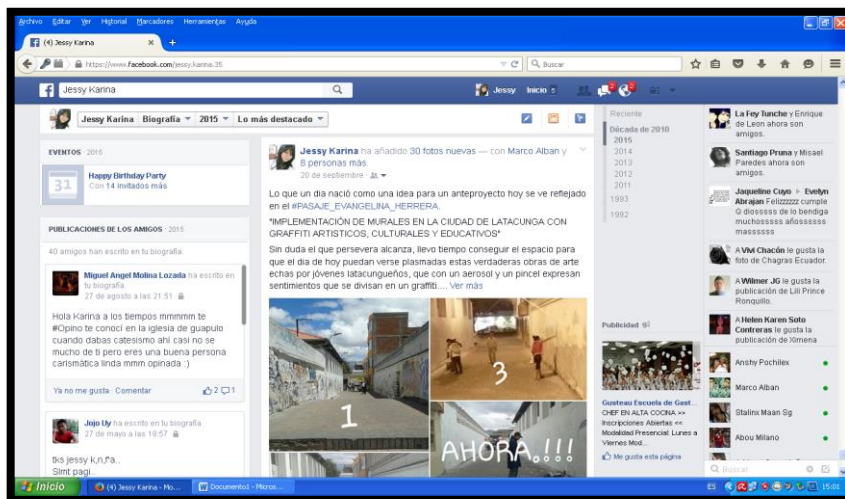 Archivo Editar Ver Historial Marcadores Herramientas Ayuda
(4) Jessy Karina
https://www.facebook.com/jessy.karina.35
Buscar
Jessy Karina
Jessy Inicio 5
Jessy Karina Biografía 2015 Lo más destacado
EVENTOS · 2015
31
Happy Birthday Party
Con 14 invitados más
PUBLICACIONES DE LOS AMIGOS · 2015
40 amigos han escrito en tu biografía.
Miguel Angel Molina Lozada ha escrito en
tu biografía.
27 de agosto a las 21:51
Hola Karina a los tiempos mmmmm te
#Opino te conocí en la iglesia de guapulo
cuando dabas catesismo ahí casi no se
mucho de ti pero eres una buena persona
carismática linda mmm opinada :)
Ya no me gusta · Comentar 2 1
Jojo Uy ha escrito en tu biografía.
27 de mayo a las 18:57
tks jessy k,n,f'a..
Slmt pagi..
Jessy Karina ha añadido 30 fotos nuevas — con Marco Alban y
8 personas más.
20 de septiembre
Lo que un dia nació como una idea para un anteproyecto hoy se ve reflejado
en el #PASAJE_EVANGELINA_HERRERA.
"IMPLEMENTACIÓN DE MURALES EN LA CIUDAD DE LATACUNGA CON
GRAFFITI ARTISTICOS, CULTURALES Y EDUCATIVOS"
Sin duda el que persevera alcanza, llevo tiempo conseguir el espacio para
que el dia de hoy puedan verse plasmadas estas verdaderas obras de arte
echas por jóvenes latacungueños, que con un aerosol y un pincel expresan
sentimientos que se divisan en un graffiti.... Ver más
1
3
AHORA.!!!!
Reciente
Década de 2010
2015
2014
2013
2012
2011
1993
1992
Publicidad
Gusteau Escuela de Gast...
CHEF EN ALTA COCINA >>
Inscripciones Abiertas <<
Modalidad Presencial: Lunes a
Viernes Mod...
Me gusta esta página
La Fey Tunche y Enrique
de Leon ahora son
amigos.
Santiago Pruna y Misael
Paredes ahora son
amigos.
Jaqueline Cuyo ▸ Evelyn
Abrajan Felizzzzz cumple
Q diosssss de lo bendiga
muchosssss añosssssss
massssss
A Vivi Chacón le gusta la
foto de Chagras Ecuador.
A Wilmer JG le gusta la
publicación de Lili Prince
Ronquillo.
A Helen Karen Soto
Contreras le gusta la
publicación de Ximena
Anshy Pochilex
Marco Alban
Stalinx Maan Sg
Abou Milano
Buscar
Inicio
(4) Jessy Karina - Mo...
Documento1 - Micros...
ES
15:01